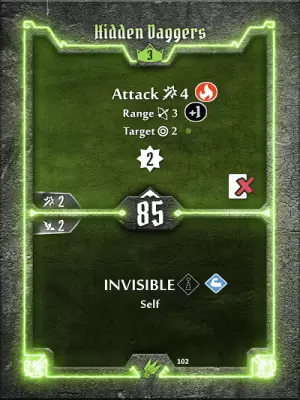 Hidden Daggers
3
Attack 4
Range 3 +1
Target 2
2
2
85
2
INVISIBLE
Self
102